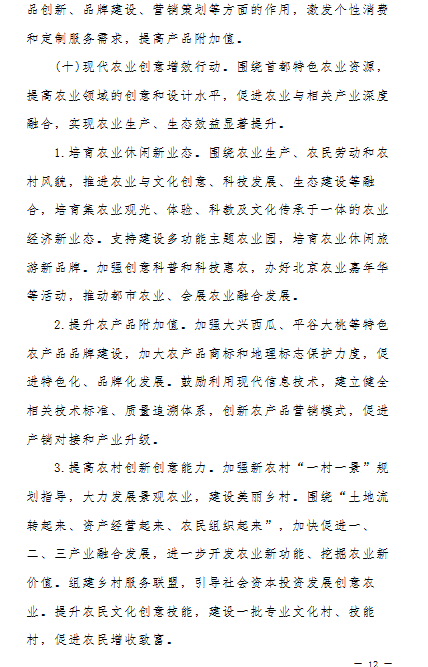 品创新、品牌建设、营销策划等方面的作用，激发个性消费
和定制服务需求，提高产品附加值。
(十)现代农业创意增效行动。围绕首都特色农业资源，
提高农业领域的创意和设计水平，促进农业与相关产业深度
融合，实现农业生产、生态效益显著提升。
1.培育农业休闲新业态。围绕农业生产、农民劳动和农
村风貌，推进农业与文化创意、科技发展、生态建设等融
合，培育集农业观光、体验、科教及文化传承于一体的农业
经济新业态。支持建设多功能主题农业园，培育农业休闲旅
游新品牌。加强创意科普和科技惠农，办好北京农业嘉年华
等活动，推动都市农业、会展农业融合发展。
2.提升农产品附加值。加强大兴西瓜、平谷大桃等特色
农产品品牌建设，加大农产品商标和地理标志保护力度，促
进特色化、品牌化发展。鼓励利用现代信息技术，建立健全
相关技术标准、质量追溯体系，创新农产品营销模式，促进
产销对接和产业升级。
3.提高农村创新创意能力。加强新农村“一村一景”规
划指导，大力发展景观农业，建设美丽乡村。围绕“土地流
转起来、资产经营起来、农民组织起来”，加快促进一、
二、三产业融合发展，进一步开发农业新功能、挖掘农业新
价值。组建乡村服务联盟，引导社会资本投资发展创意农
业。提升农民文化创意技能，建设一批专业文化村、技能
村，促进农民增收致富。
— 12 —